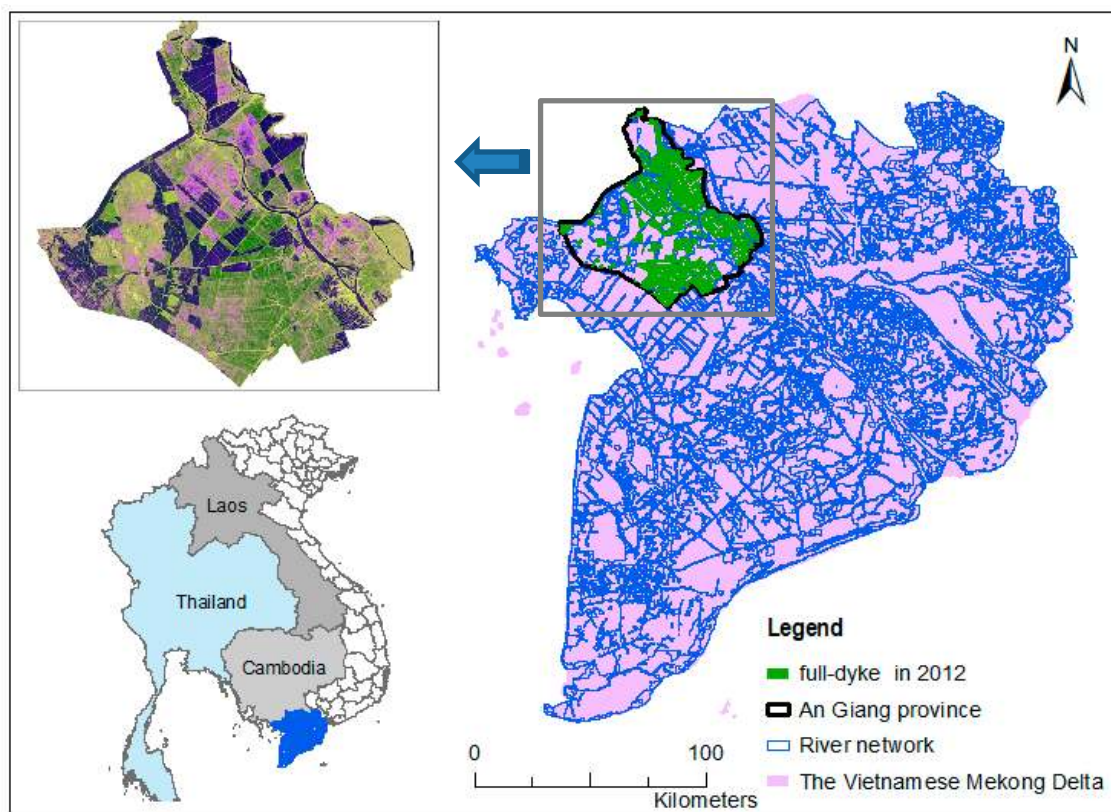 N
Laos
Thailand
Cambodia
Legend
full-dyke in 2012
An Giang province
River network
The Vietnamese Mekong Delta
0 100
Kilometers